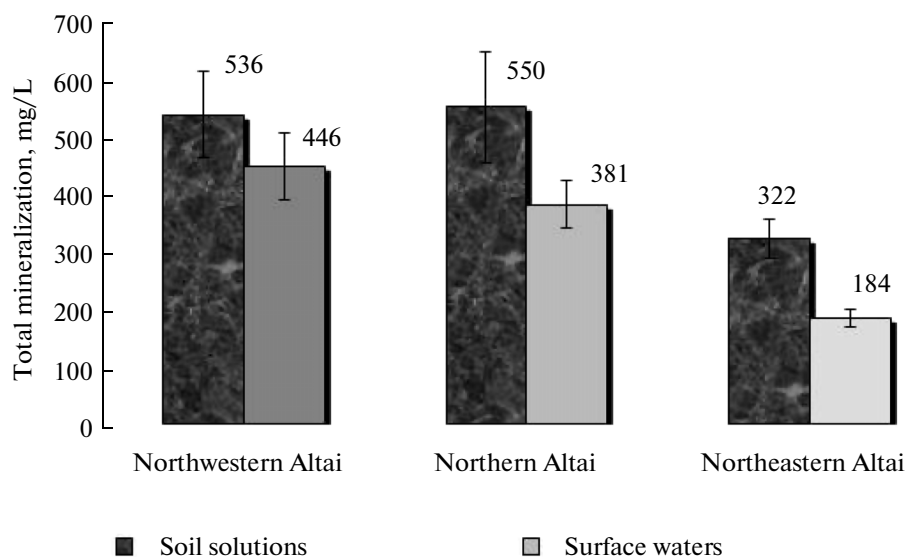 Total mineralization, mg/L
700
600
500
400
300
200
100
0
536
446
550
381
322
184
Northwestern Altai
Northern Altai
Northeastern Altai
Soil solutions
Surface waters